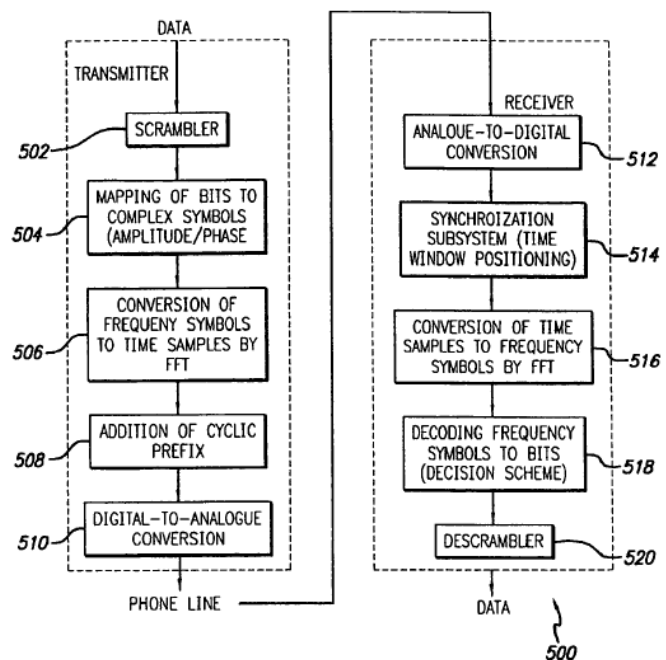 DATA
TRANSMITTER
502
SCRAMBLER
504
MAPPING OF BITS TO
COMPLEX SYMBOLS
(AMPLITUDE/PHASE
506
CONVERSION OF
FREQUENY SYMBOLS
TO TIME SAMPLES BY
FFT
508
ADDITION OF CYCLIC
PREFIX
510
DIGITAL-TO-ANALOGUE
CONVERSION
PHONE LINE
RECEIVER
ANALOUE-TO-DIGITAL
CONVERSION
512
SYNCHROIZATION
SUBSYSTEM (TIME
WINDOW POSITIONING)
514
CONVERSION OF TIME
SAMPLES TO FREQUENCY
SYMBOLS BY FFT
516
DECODING FREQUENCY
SYMBOLS TO BITS
(DECISION SCHEME)
518
DESCRAMBLER
520
DATA
500